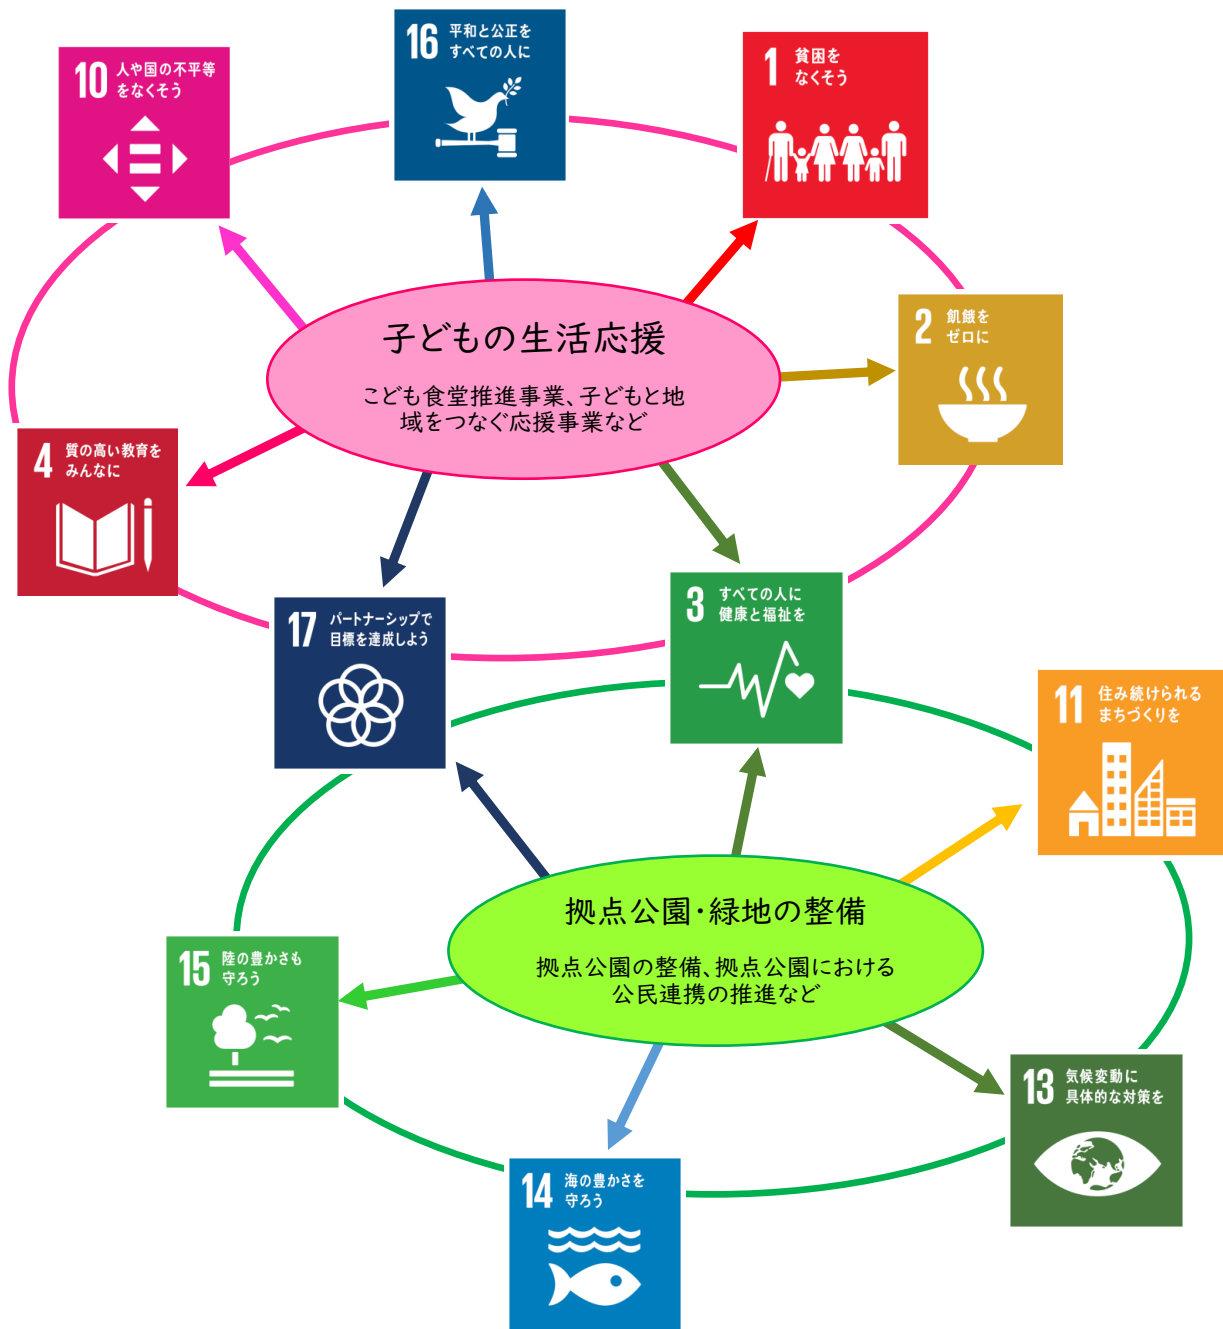 16 平和と公正を
すべての人に
10 人や国の不平等
をなくそう
1 貧困を
なくそう
2 飢餓を
ゼロに
子どもの生活応援
こども食堂推進事業、子どもと地
域をつなぐ応援事業など
4 質の高い教育を
みんなに
17 パートナーシップで
目標を達成しよう
3 すべての人に
健康と福祉を
11 住み続けられる
まちづくりを
拠点公園・緑地の整備
拠点公園の整備、拠点公園における
公民連携の推進など
15 陸の豊かさも
守ろう
13 気候変動に
具体的な対策を
14 海の豊かさを
守ろう